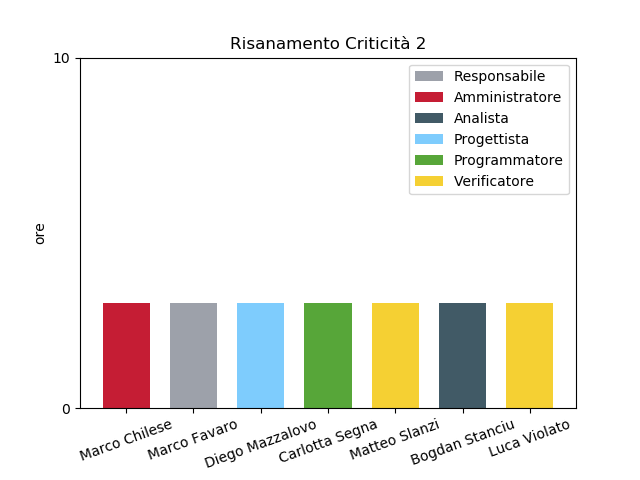 Risanamento Criticità 2
10
Responsabile
Amministratore
Analista
Progettista
Programmatore
Verificatore
ore
0
Marco Chilese
Marco Favaro
Diego Mazzalovo
Carlotta Segna
Matteo Slanzi
Bogdan Stanciu
Luca Violato